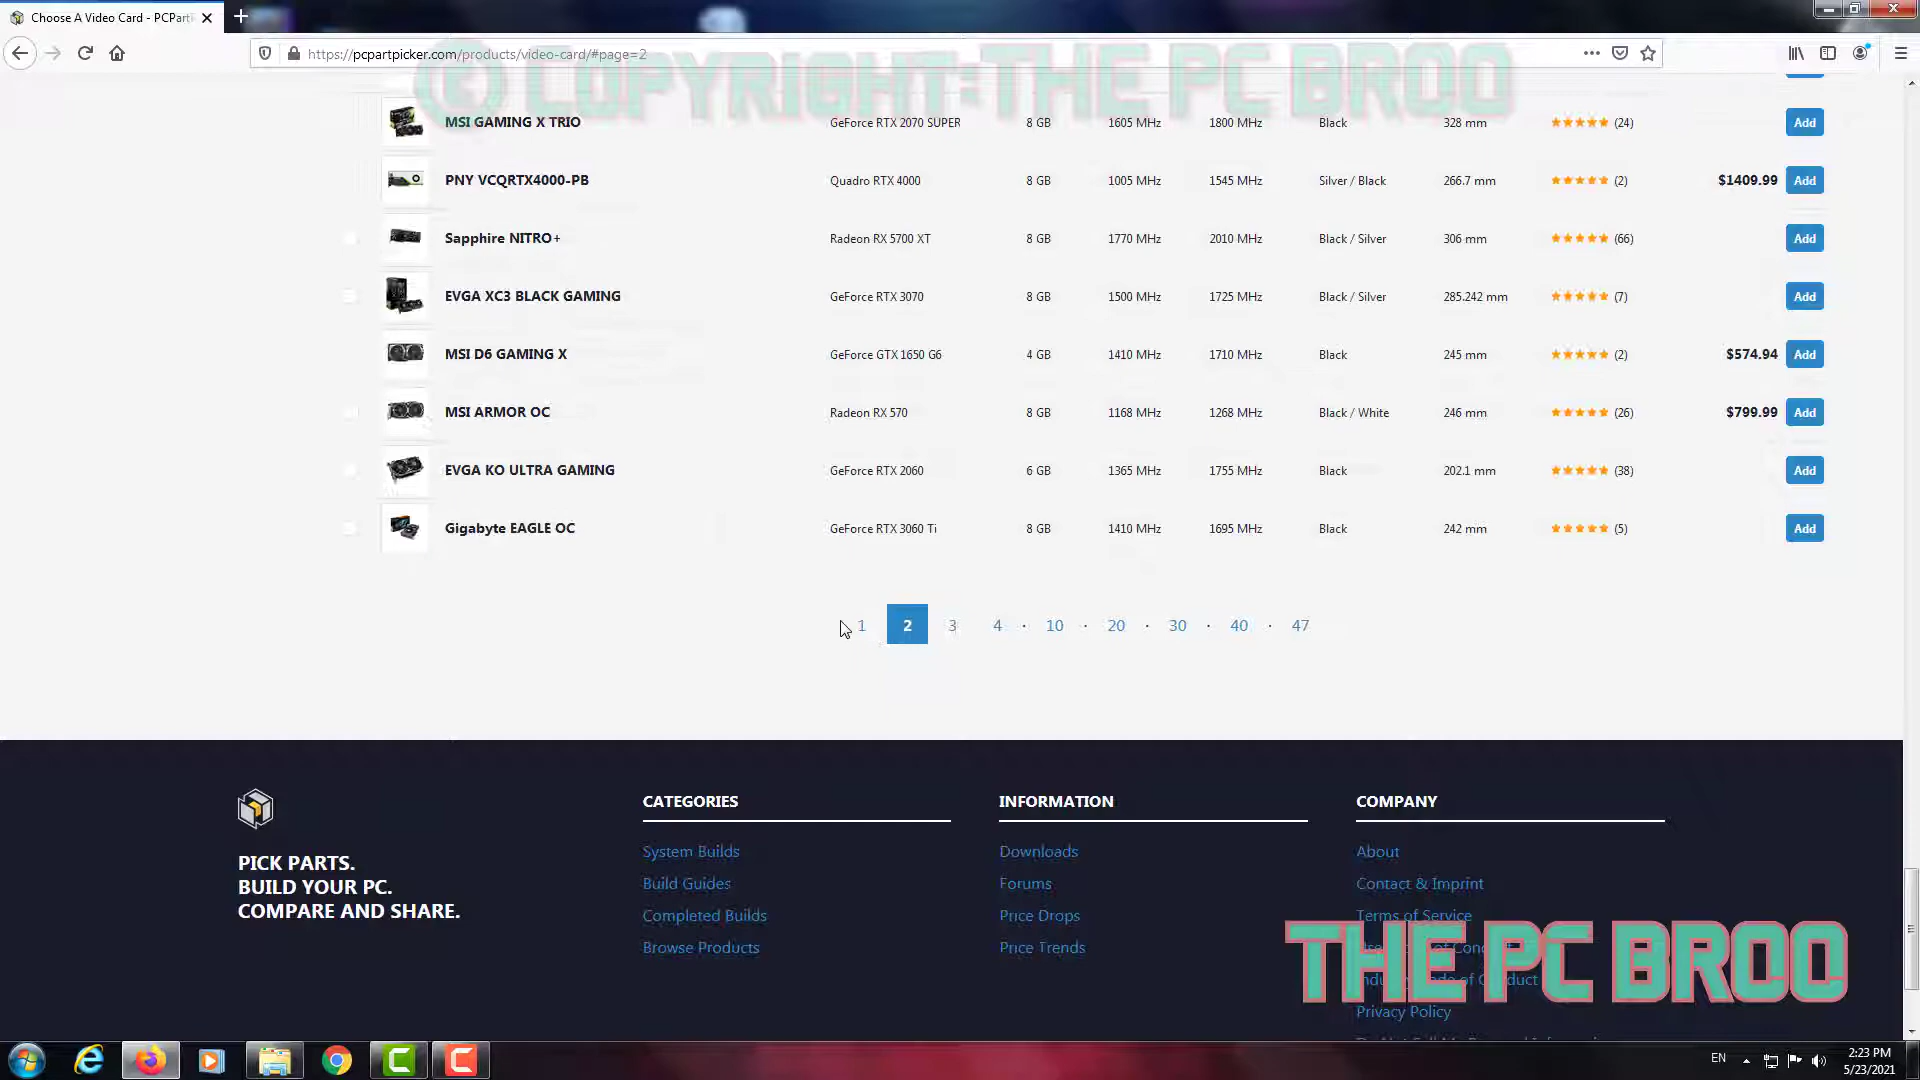 Choose A Video Card - PCParti
https://pcpartpicker.com/products/video-card/#page=2
© COPYRIGHT:THE PC BROO
MSI GAMING X TRIO GeForce RTX 2070 SUPER 8 GB 1605 MHz 1800 MHz Black 328 mm (24) Add
PNY VCQRTX4000-PB Quadro RTX 4000 8 GB 1005 MHz 1545 MHz Silver / Black 266.7 mm (2) $1409.99 Add
Sapphire NITRO+ Radeon RX 5700 XT 8 GB 1770 MHz 2010 MHz Black / Silver 306 mm (66) Add
EVGA XC3 BLACK GAMING GeForce RTX 3070 8 GB 1500 MHz 1725 MHz Black / Silver 285.242 mm (7) Add
MSI D6 GAMING X GeForce GTX 1650 G6 4 GB 1410 MHz 1710 MHz Black 245 mm (2) $574.94 Add
MSI ARMOR OC Radeon RX 570 8 GB 1168 MHz 1268 MHz Black / White 246 mm (26) $799.99 Add
EVGA KO ULTRA GAMING GeForce RTX 2060 6 GB 1365 MHz 1755 MHz Black 202.1 mm (38) Add
Gigabyte EAGLE OC GeForce RTX 3060 Ti 8 GB 1410 MHz 1695 MHz Black 242 mm (5) Add
1 2 3 4 · 10 · 20 · 30 · 40 · 47
PICK PARTS.
BUILD YOUR PC.
COMPARE AND SHARE.
CATEGORIES
System Builds
Build Guides
Completed Builds
Browse Products
INFORMATION
Downloads
Forums
Price Drops
Price Trends
COMPANY
About
Contact & Imprint
Terms of Service
Privacy Policy
THE PC BROO
EN
2:23 PM
5/23/2021